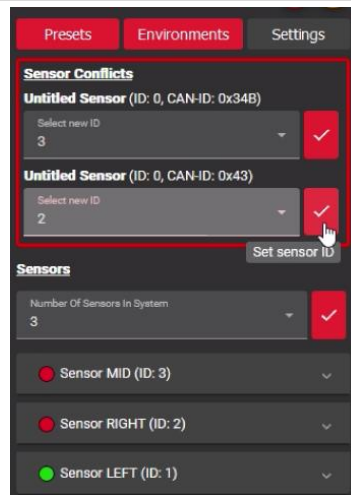 Presets Environments Settings
Sensor Conflicts
Untitled Sensor (ID: 0, CAN-ID: 0x34B)
Select new ID
3
Untitled Sensor (ID: 0, CAN-ID: 0x43)
Select new ID
2
Set sensor ID
Sensors
Number Of Sensors In System
3
Sensor MID (ID: 3)
Sensor RIGHT (ID: 2)
Sensor LEFT (ID: 1)